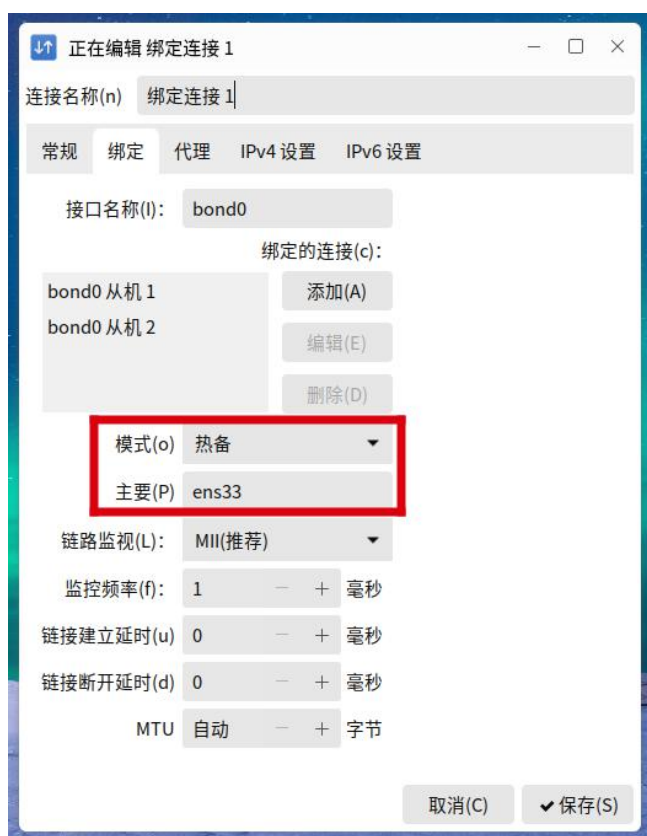 正在编辑 绑定连接 1
连接名称(n) 绑定连接 1
常规 绑定 代理 IPv4 设置 IPv6 设置
接口名称(I): bond0
绑定的连接(c):
bond0 从机 1 添加(A)
bond0 从机 2 编辑(E)
删除(D)
模式(o) 热备
主要(P) ens33
链路监视(L): MII(推荐)
监控频率(f): 1 − + 毫秒
链接建立延时(u) 0 − + 毫秒
链接断开延时(d) 0 − + 毫秒
MTU 自动 − + 字节
取消(C) ✔保存(S)